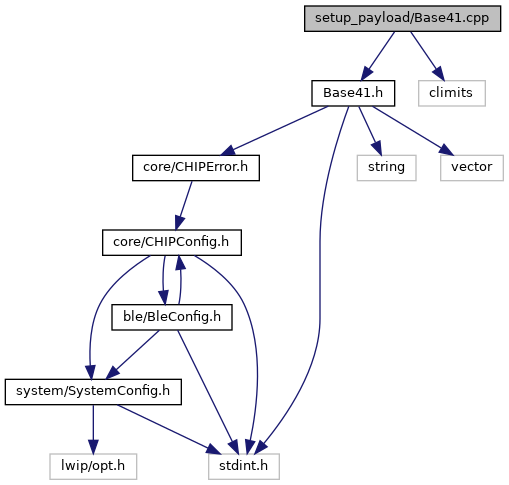 setup_payload/Base41.cpp
Base41.h
climits
core/CHIPError.h
string
vector
core/CHIPConfig.h
ble/BleConfig.h
system/SystemConfig.h
lwip/opt.h
stdint.h